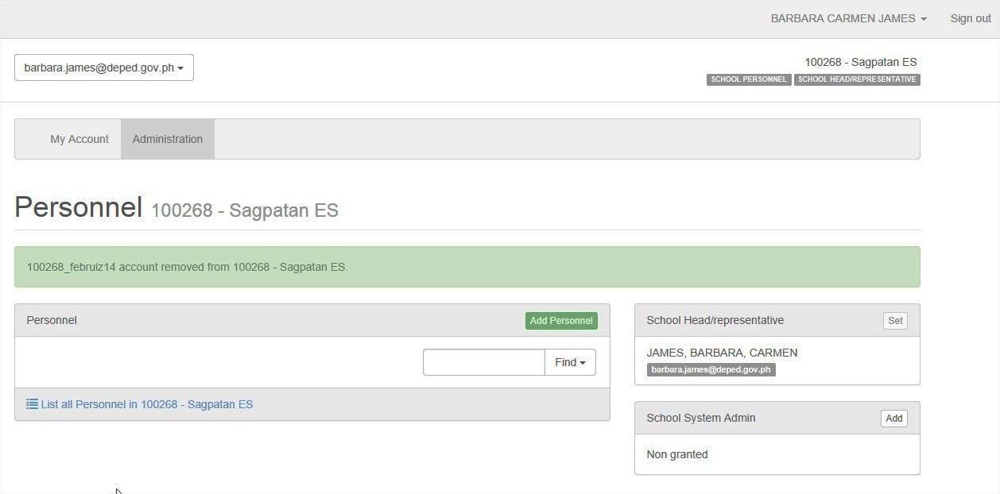 BARBARA CARMEN JAMES Sign out
barbara.james@deped.gov.ph
100268 - Sagpatan ES
SCHOOL PERSONNEL SCHOOL HEAD/REPRESENTATIVE
My Account Administration
Personnel 100268 - Sagpatan ES
100268_februiz14 account removed from 100268 - Sagpatan ES.
Personnel Add Personnel
Find
List all Personnel in 100268 - Sagpatan ES
School Head/representative Set
JAMES, BARBARA, CARMEN
barbara.james@deped.gov.ph
School System Admin Add
Non granted